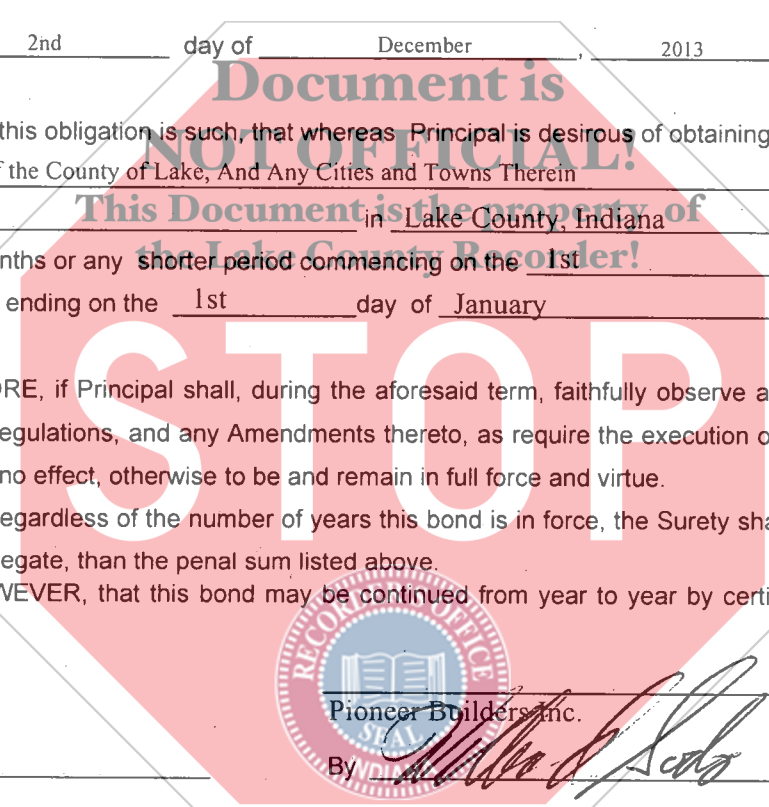 2nd day of December, 2013
Document is
this obligation is such, that whereas Principal is desirous of obtaining
NOT OFFICIAL!
f the County of Lake, And Any Cities and Towns Therein
This Document is the property of
in Lake County, Indiana
the Lake County Recorder!
nths or any shorter period commencing on the 1st
ending on the 1st day of January
STOP
RE, if Principal shall, during the aforesaid term, faithfully observe a
egulations, and any Amendments thereto, as require the execution o
no effect, otherwise to be and remain in full force and virtue.
egardless of the number of years this bond is in force, the Surety sha
egate, than the penal sum listed above.
WEVER, that this bond may be continued from year to year by certi
RECORDER'S OFFICE
SEAL
INDIANA
Pioneer Builders Inc.
By